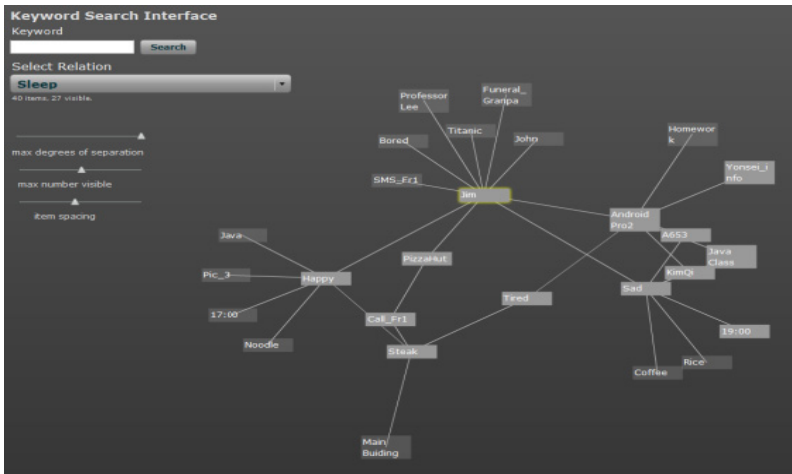 Keyword Search Interface
Keyword
Search
Select Relation
Sleep
40 items, 27 visible.
max degrees of separation
max number visible
item spacing
Professor
Lee
Funeral_
Granpa
Titanic
Bored
John
Homewor
k
SMS_Fr1
Jim
Yonsei_i
nfo
Android
Pro2
A653
Java
Java
Class
PizzaHut
KimQi
Pic_3
Happy
Sad
Tired
17:00
Call_Fr1
19:00
Noodle
Steak
Rice
Coffee
Main
Buiding